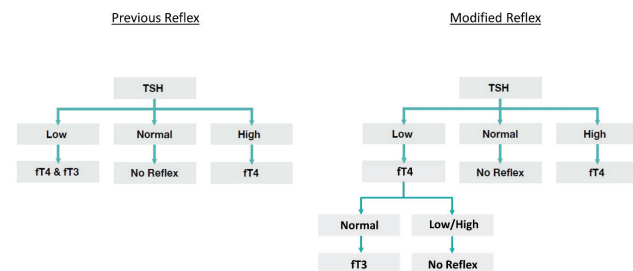 Previous Reflex
TSH
Low Normal High
fT4 & fT3 No Reflex fT4
Modified Reflex
TSH
Low Normal High
fT4 No Reflex fT4
Normal Low/High
fT3 No Reflex